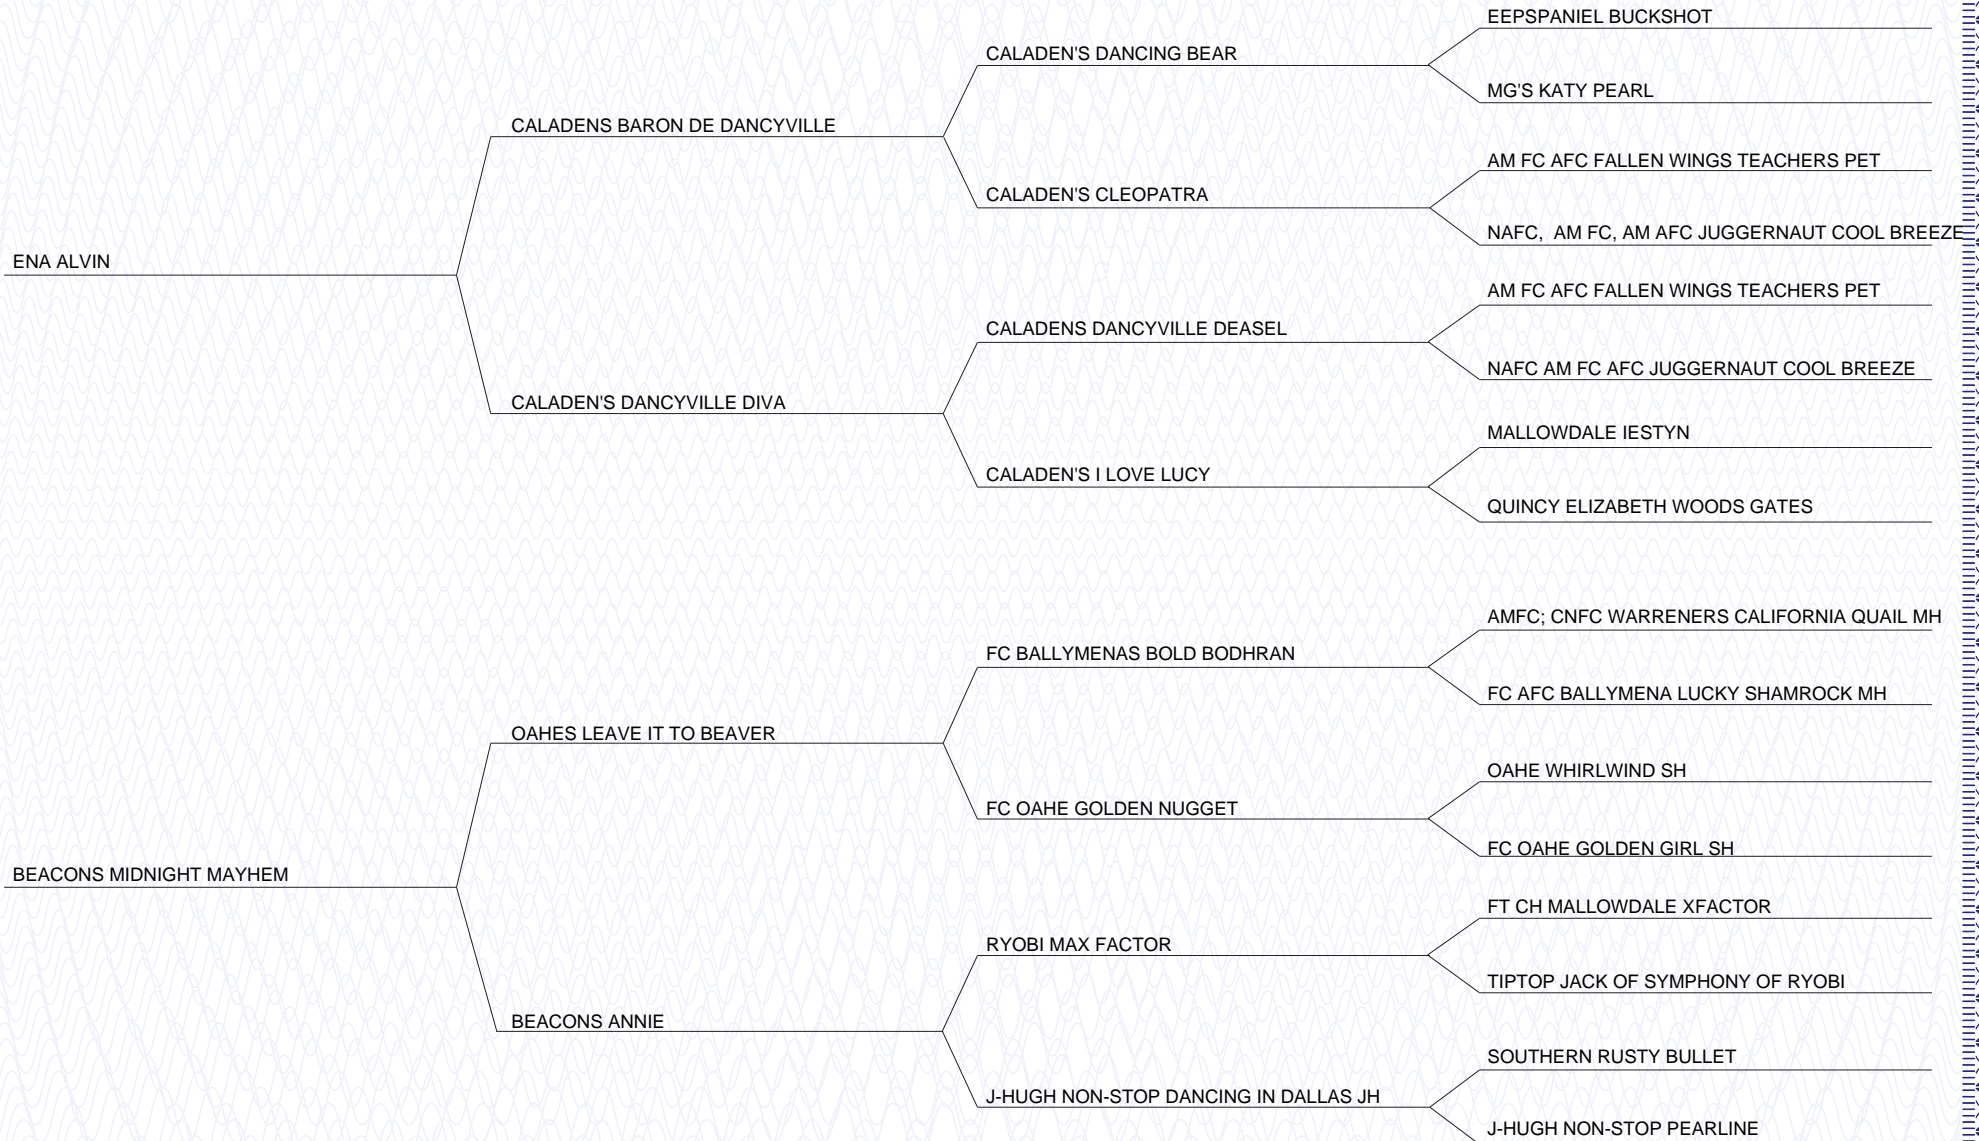 EEPSPANIEL BUCKSHOT
CALADEN'S DANCING BEAR
MG'S KATY PEARL
CALADENS BARON DE DANCYVILLE
AM FC AFC FALLEN WINGS TEACHERS PET
CALADEN'S CLEOPATRA
NAFC, AM FC, AM AFC JUGGERNAUT COOL BREEZE
ENA ALVIN
AM FC AFC FALLEN WINGS TEACHERS PET
CALADENS DANCYVILLE DEASEL
NAFC AM FC AFC JUGGERNAUT COOL BREEZE
CALADEN'S DANCYVILLE DIVA
MALLOWDALE IESTYN
CALADEN'S I LOVE LUCY
QUINCY ELIZABETH WOODS GATES
AMFC; CNFC WARRENERS CALIFORNIA QUAIL MH
FC BALLYMENAS BOLD BODHRAN
FC AFC BALLYMENA LUCKY SHAMROCK MH
OAHES LEAVE IT TO BEAVER
OAHE WHIRLWIND SH
FC OAHE GOLDEN NUGGET
FC OAHE GOLDEN GIRL SH
BEACONS MIDNIGHT MAYHEM
FT CH MALLOWDALE XFACTOR
RYOBI MAX FACTOR
TIPTOP JACK OF SYMPHONY OF RYOBI
BEACONS ANNIE
SOUTHERN RUSTY BULLET
J-HUGH NON-STOP DANCING IN DALLAS JH
J-HUGH NON-STOP PEARLINE